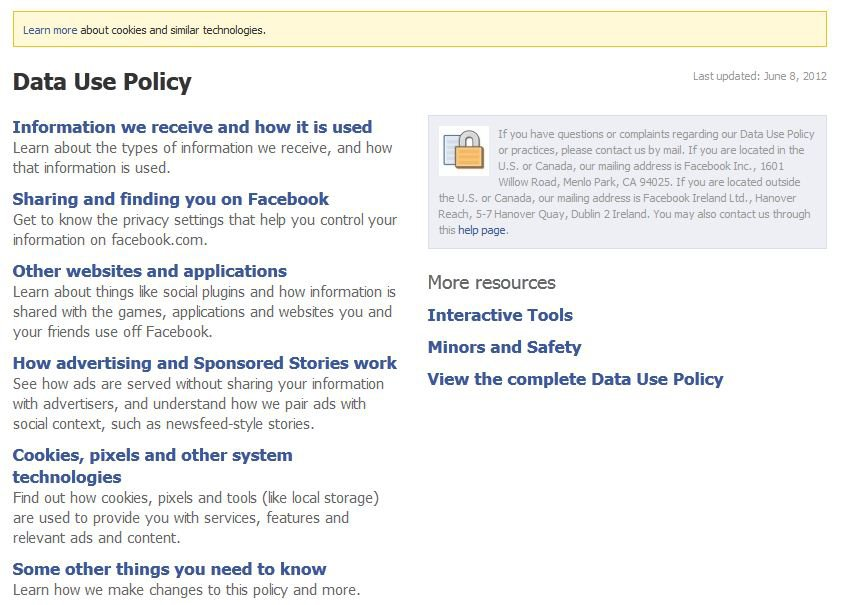 Learn more about cookies and similar technologies.
Data Use Policy
Last updated: June 8, 2012
Information we receive and how it is used
Learn about the types of information we receive, and how
that information is used.
Sharing and finding you on Facebook
Get to know the privacy settings that help you control your
information on facebook.com.
Other websites and applications
Learn about things like social plugins and how information is
shared with the games, applications and websites you and
your friends use off Facebook.
How advertising and Sponsored Stories work
See how ads are served without sharing your information
with advertisers, and understand how we pair ads with
social context, such as newsfeed-style stories.
Cookies, pixels and other system
technologies
Find out how cookies, pixels and tools (like local storage)
are used to provide you with services, features and
relevant ads and content.
Some other things you need to know
Learn how we make changes to this policy and more.
If you have questions or complaints regarding our Data Use Policy
or practices, please contact us by mail. If you are located in the
U.S. or Canada, our mailing address is Facebook Inc., 1601
Willow Road, Menlo Park, CA 94025. If you are located outside
the U.S. or Canada, our mailing address is Facebook Ireland Ltd., Hanover
Reach, 5-7 Hanover Quay, Dublin 2 Ireland. You may also contact us through
this help page.
More resources
Interactive Tools
Minors and Safety
View the complete Data Use Policy